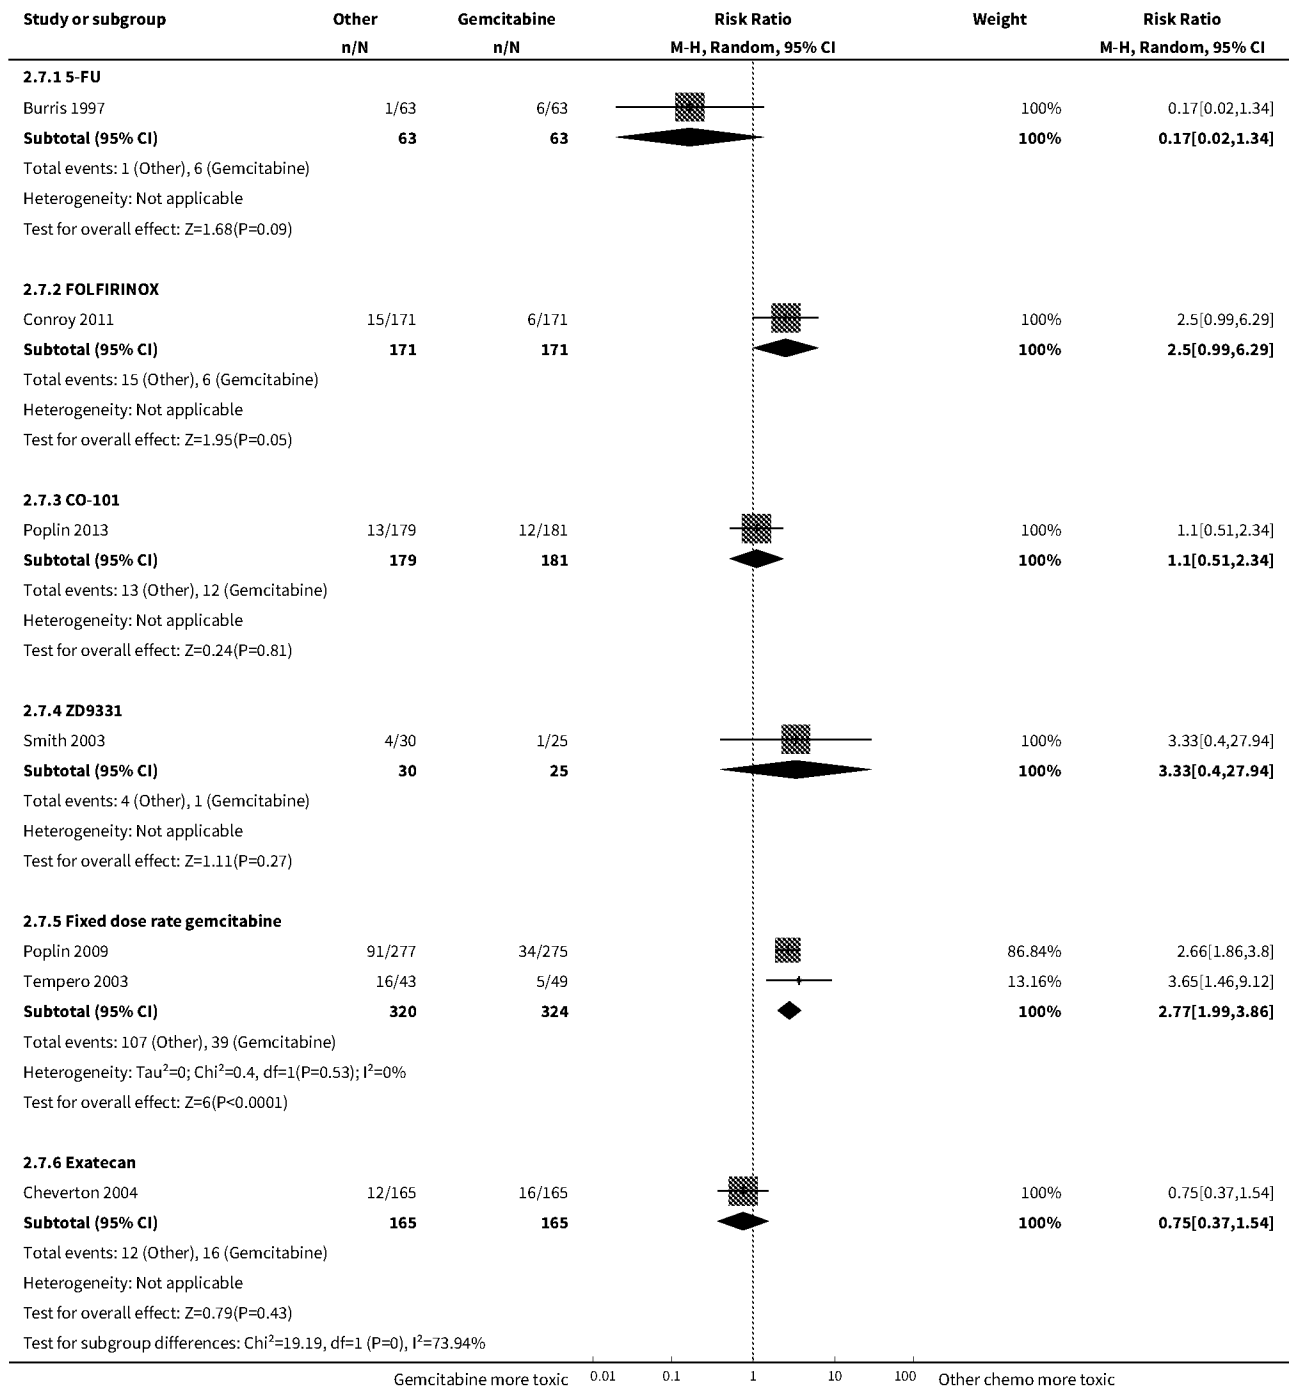 Study or subgroup Other Gemcitabine Risk Ratio Weight Risk Ratio
n/N n/N M-H, Random, 95% CI M-H, Random, 95% CI
2.7.1 5-FU
Burris 1997 1/63 6/63 100% 0.17[0.02,1.34]
Subtotal (95% CI) 63 63 100% 0.17[0.02,1.34]
Total events: 1 (Other), 6 (Gemcitabine)
Heterogeneity: Not applicable
Test for overall effect: Z=1.68(P=0.09)
2.7.2 FOLFIRINOX
Conroy 2011 15/171 6/171 100% 2.5[0.99,6.29]
Subtotal (95% CI) 171 171 100% 2.5[0.99,6.29]
Total events: 15 (Other), 6 (Gemcitabine)
Heterogeneity: Not applicable
Test for overall effect: Z=1.95(P=0.05)
2.7.3 CO-101
Poplin 2013 13/179 12/181 100% 1.1[0.51,2.34]
Subtotal (95% CI) 179 181 100% 1.1[0.51,2.34]
Total events: 13 (Other), 12 (Gemcitabine)
Heterogeneity: Not applicable
Test for overall effect: Z=0.24(P=0.81)
2.7.4 ZD9331
Smith 2003 4/30 1/25 100% 3.33[0.4,27.94]
Subtotal (95% CI) 30 25 100% 3.33[0.4,27.94]
Total events: 4 (Other), 1 (Gemcitabine)
Heterogeneity: Not applicable
Test for overall effect: Z=1.11(P=0.27)
2.7.5 Fixed dose rate gemcitabine
Poplin 2009 91/277 34/275 86.84% 2.66[1.86,3.8]
Tempero 2003 16/43 5/49 13.16% 3.65[1.46,9.12]
Subtotal (95% CI) 320 324 100% 2.77[1.99,3.86]
Total events: 107 (Other), 39 (Gemcitabine)
Heterogeneity: Tau²=0; Chi²=0.4, df=1(P=0.53); I²=0%
Test for overall effect: Z=6(P<0.0001)
2.7.6 Exatecan
Cheverton 2004 12/165 16/165 100% 0.75[0.37,1.54]
Subtotal (95% CI) 165 165 100% 0.75[0.37,1.54]
Total events: 12 (Other), 16 (Gemcitabine)
Heterogeneity: Not applicable
Test for overall effect: Z=0.79(P=0.43)
Test for subgroup differences: Chi²=19.19, df=1 (P=0), I²=73.94%
Gemcitabine more toxic 0.01 0.1 1 10 100 Other chemo more toxic